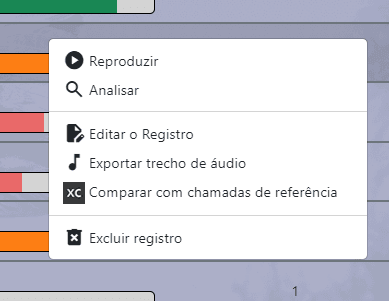 Reproduzir
Analisar
Editar o Registro
Exportar trecho de áudio
XC Comparar com chamadas de referência
Excluir registro
1